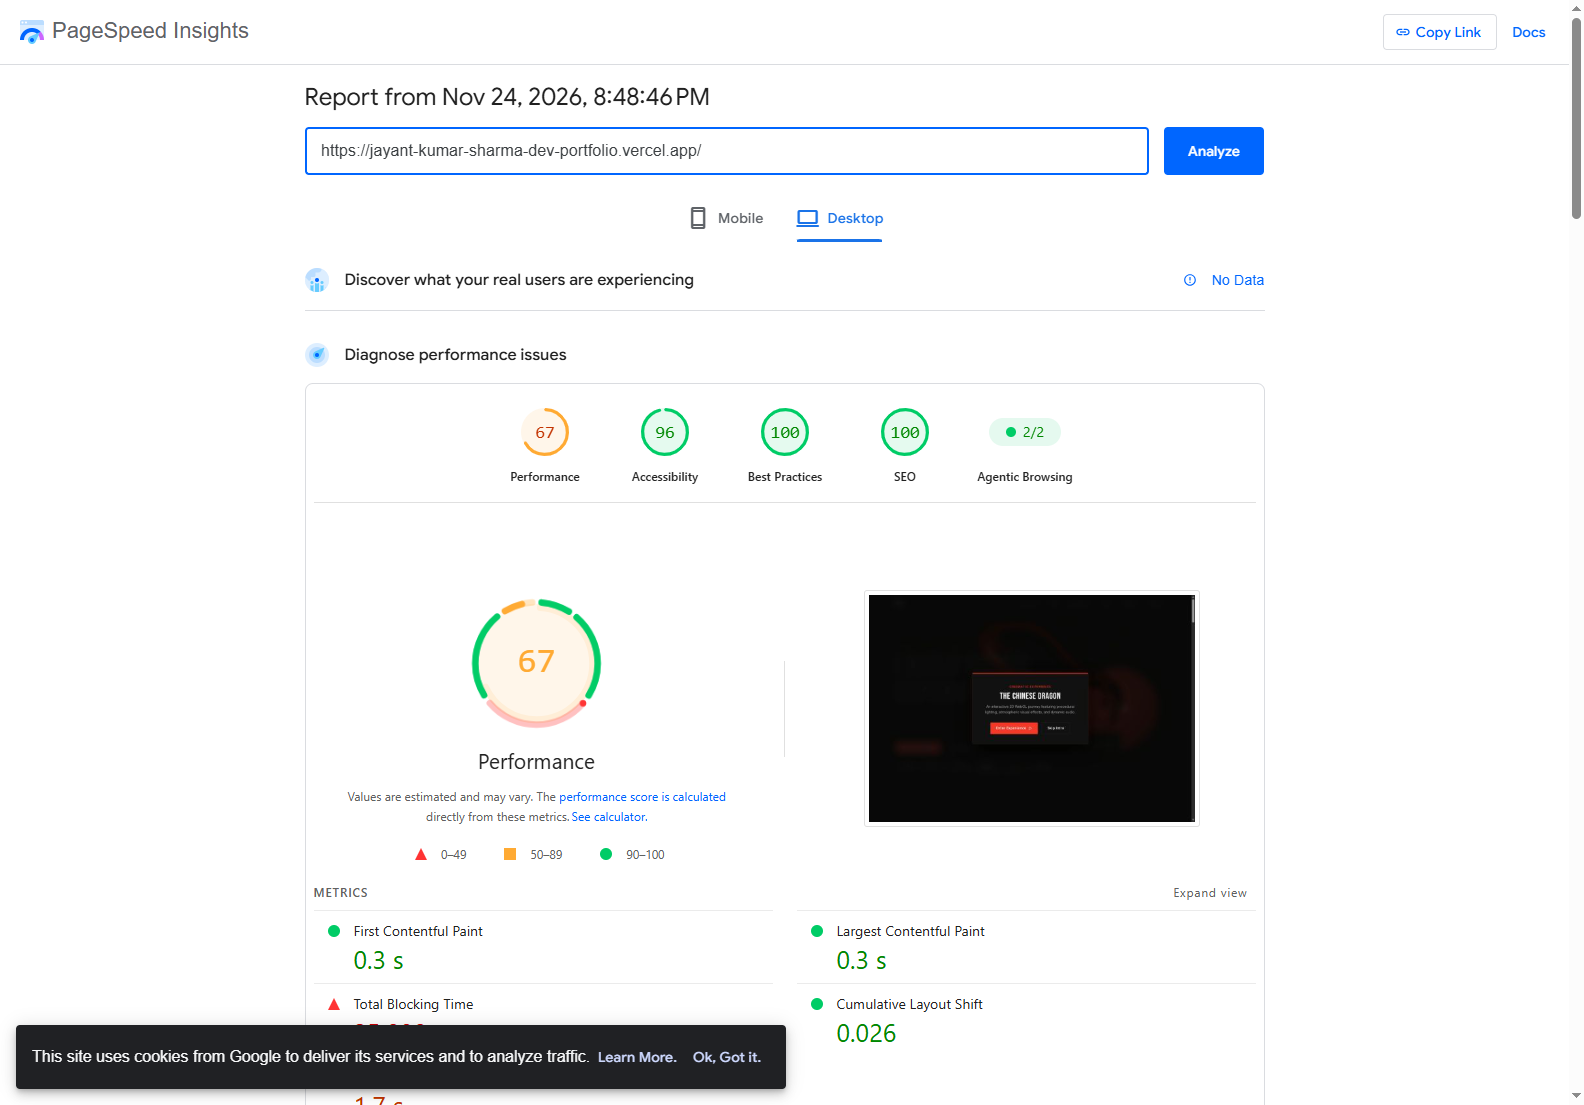 PageSpeed Insights
Copy Link
Docs
Report from Nov 24, 2026, 8:48:46 PM
https://jayant-kumar-sharma-dev-portfolio.vercel.app/
Analyze
Mobile
Desktop
Discover what your real users are experiencing
No Data
Diagnose performance issues
67
96
100
100
2/2
Performance
Accessibility
Best Practices
SEO
Agentic Browsing
67
THE CHINESE DRAGON
Performance
Values are estimated and may vary. The performance score is calculated
directly from these metrics. See calculator.
0–49
50–89
90–100
METRICS
Expand view
First Contentful Paint
0.3 s
Largest Contentful Paint
0.3 s
Total Blocking Time
Cumulative Layout Shift
0.026
This site uses cookies from Google to deliver its services and to analyze traffic. Learn More. Ok, Got it.
1.7 s